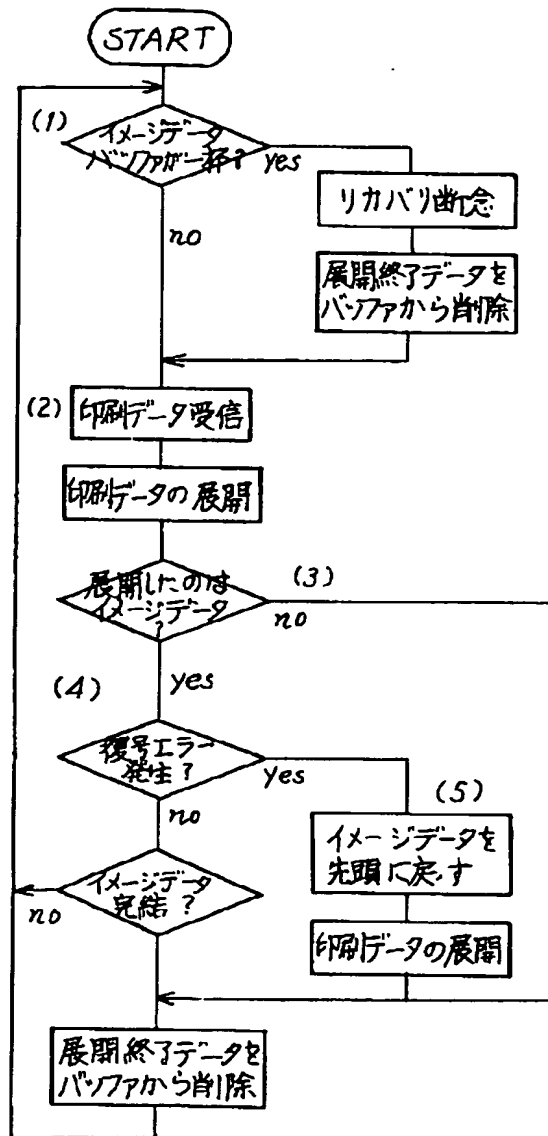 START
(1)
イメージデータ
バッファが一杯?
yes
no
リカバリ断念
展開終了データを
バッファから削除
(2)
印刷データ受信
印刷データの展開
展開したのは
イメージデータ
?
(3)
no
yes
(4)
復号エラー
発生?
yes
no
(5)
イメージデータを
先頭に戻す
印刷データの展開
イメージデータ
完結?
no
展開終了データを
バッファから削除